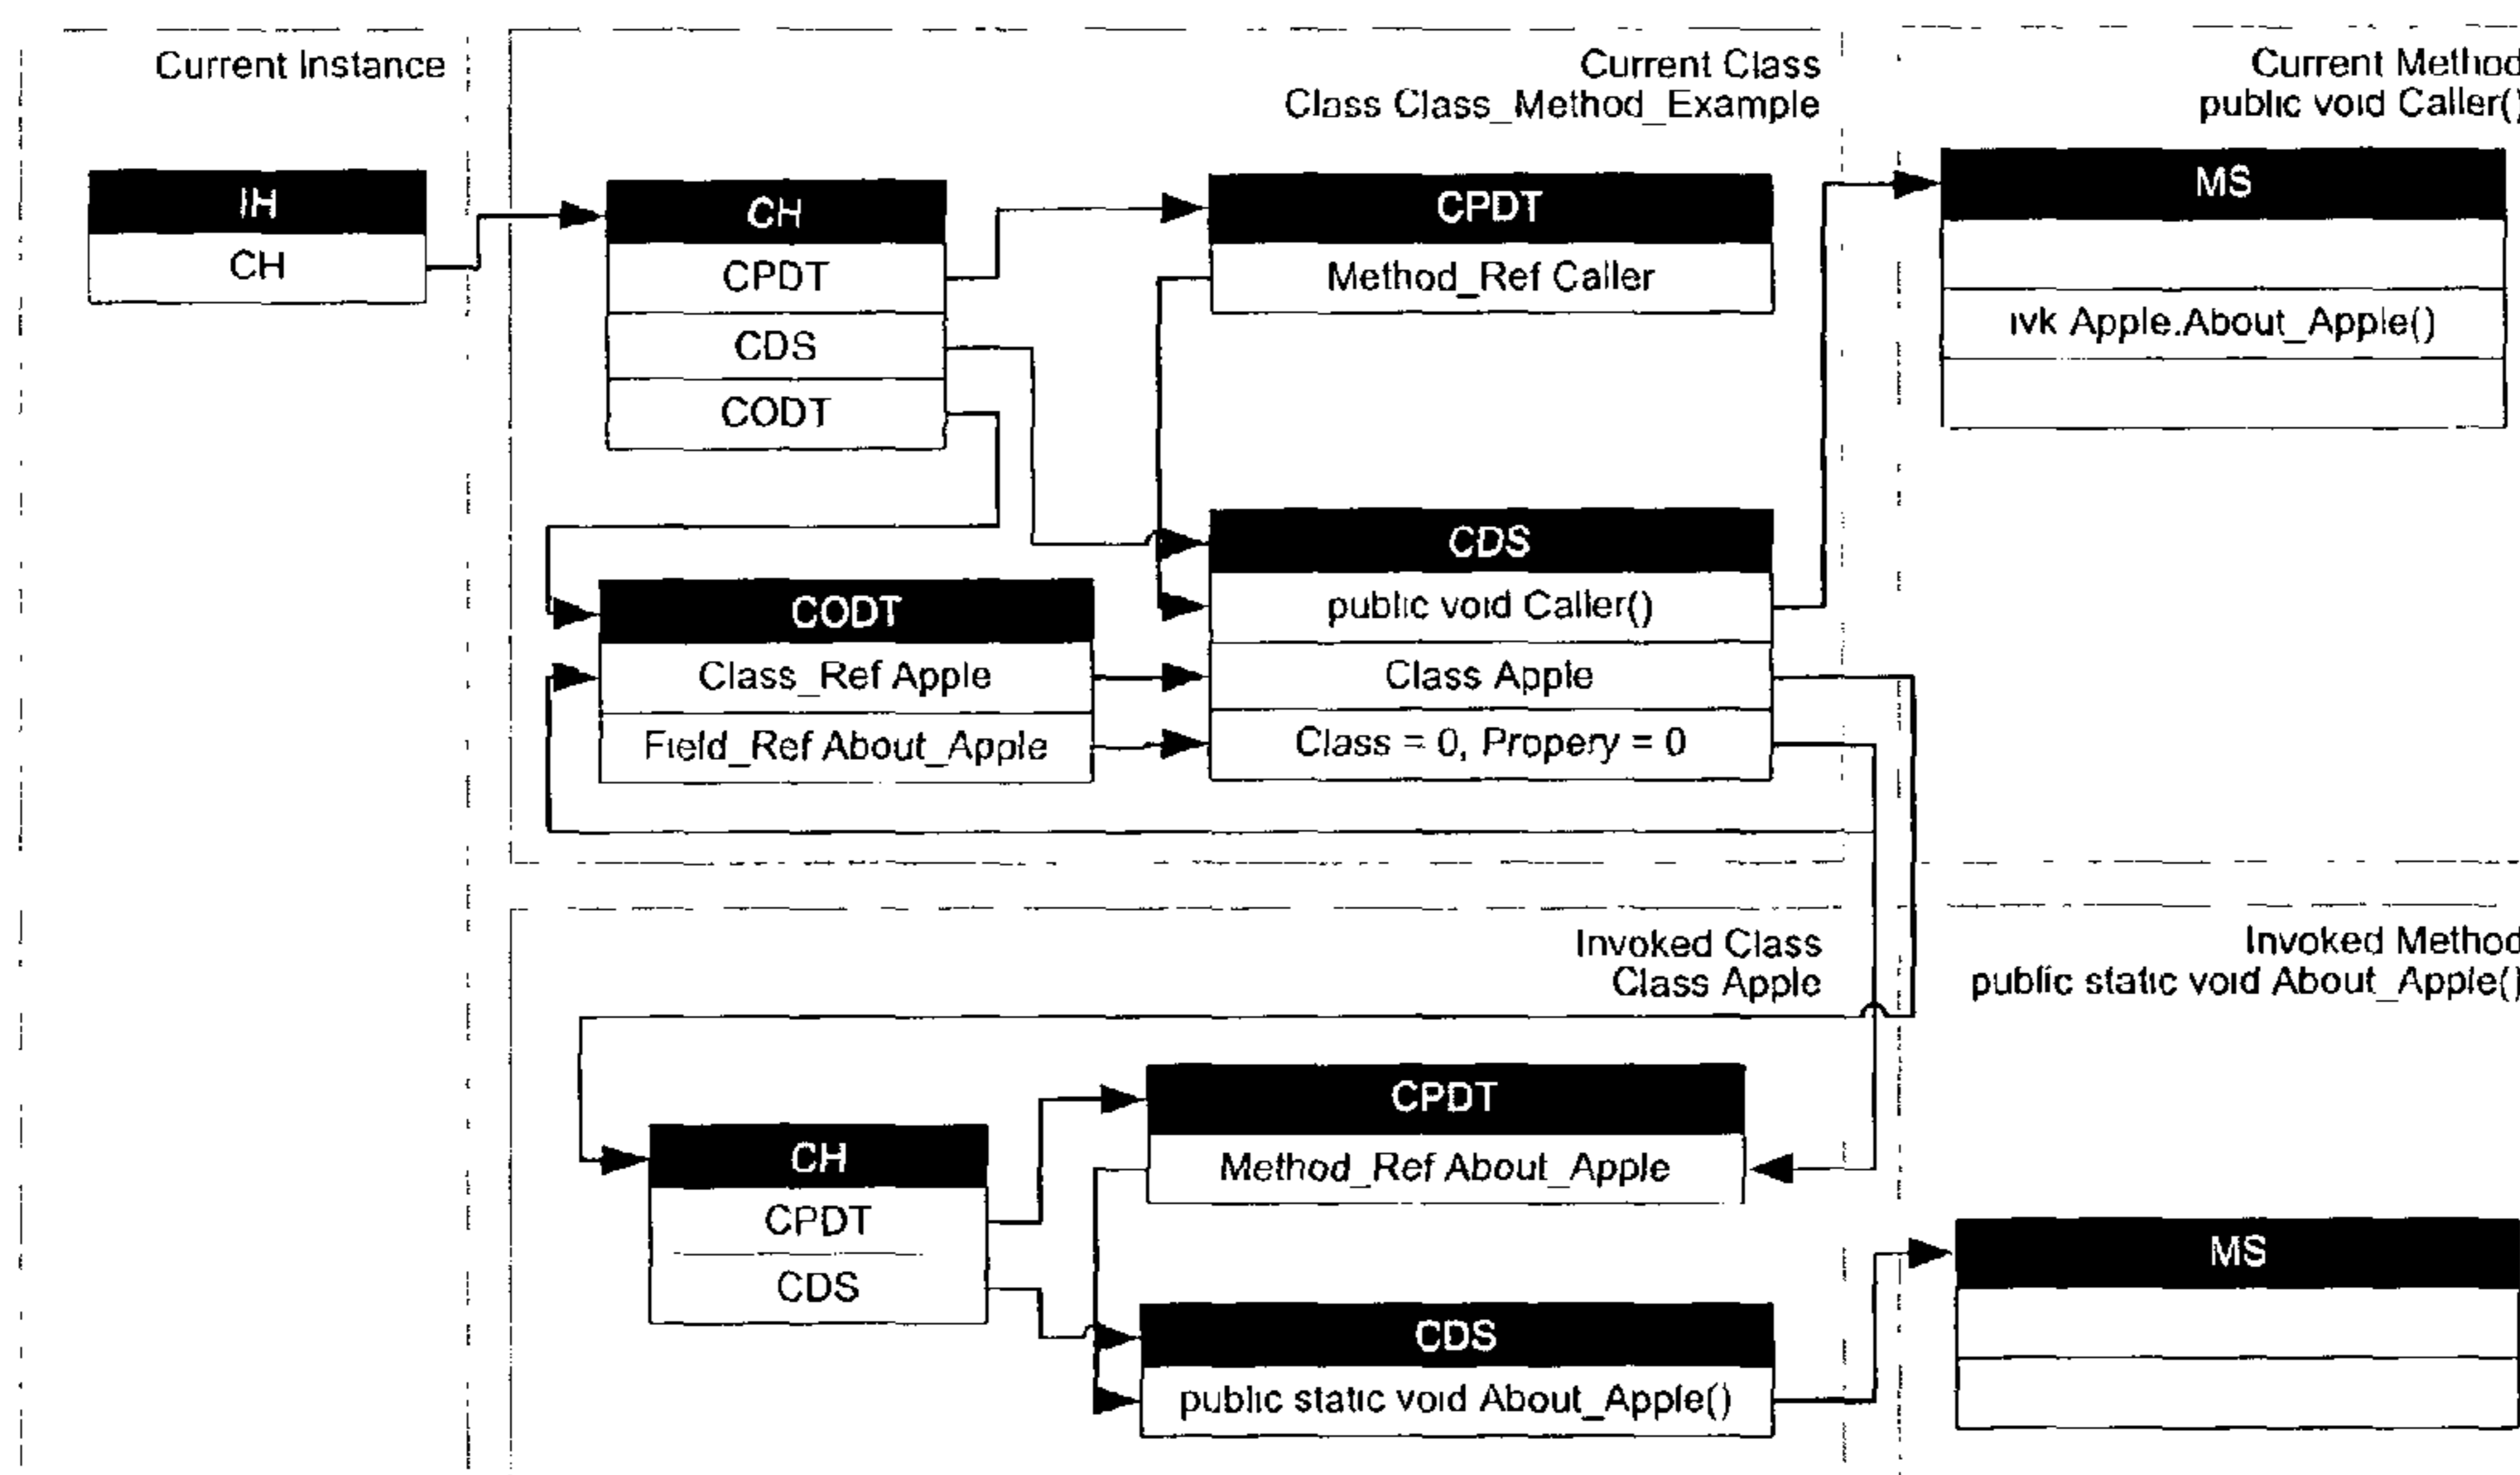 Current Instance
IH
CH
Current Class
Class Class_Method_Example
CH
CPDT
CDS
CODT
CPDT
Method_Ref Caller
CODT
Class_Ref Apple
Field_Ref About_Apple
CDS
public void Caller()
Class Apple
Class = 0, Propery = 0
Current Method
public void Caller()
MS
ivk Apple.About_Apple()
Invoked Class
Class Apple
CH
CPDT
CDS
CPDT
Method_Ref About_Apple
CDS
public static void About_Apple()
Invoked Method
public static void About_Apple()
MS